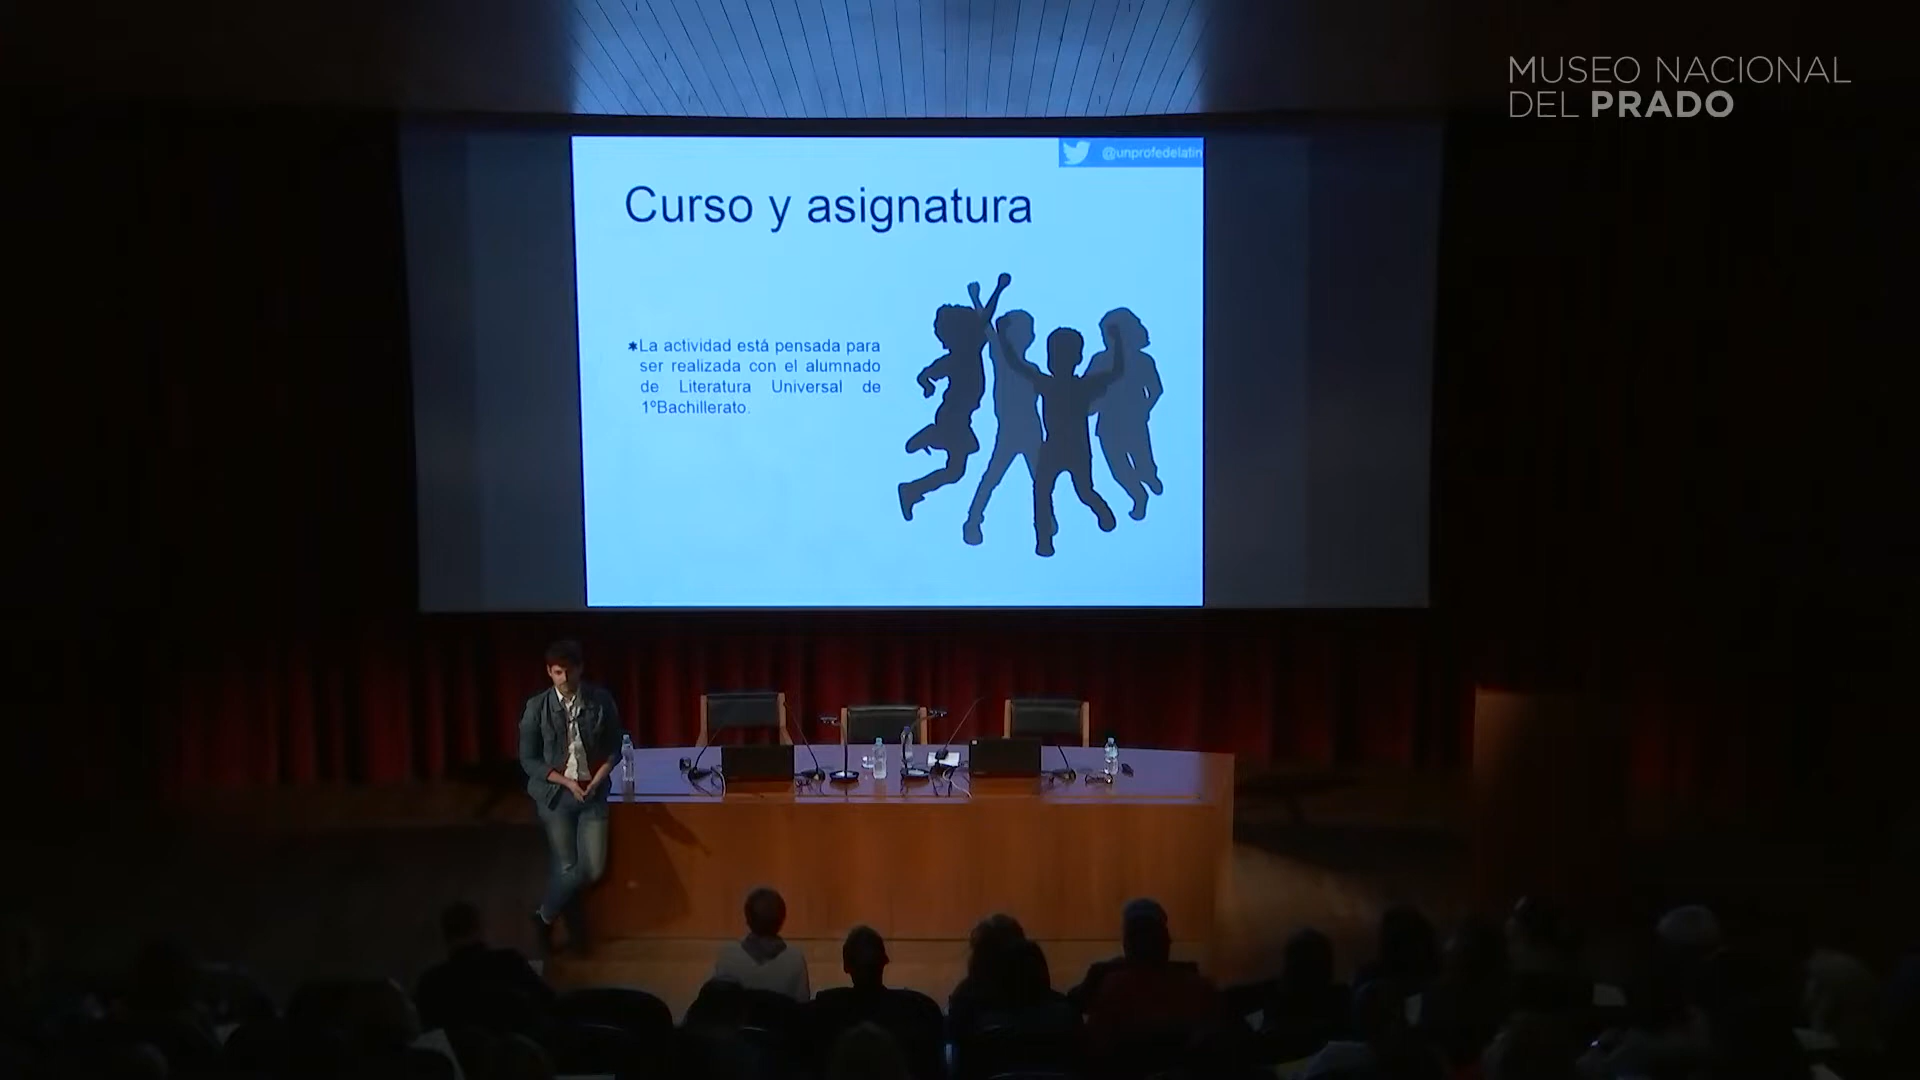 MUSEO NACIONAL
DEL PRADO
@unprofedelatin
Curso y asignatura
*La actividad está pensada para
ser realizada con el alumnado
de Literatura Universal de
1ºBachillerato.